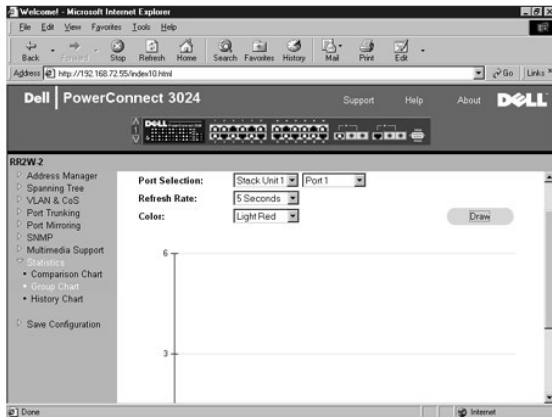 Welcome! - Microsoft Internet Explorer
File Edit View Favorites Tools Help
Back Forward Stop Refresh Home Search Favorites History Mail Print Edit
Address http://192.168.72.55/index10.html Go Links
Dell PowerConnect 3024 Support Help About DELL
DELL
RR2W-2
Address Manager
Spanning Tree
VLAN & CoS
Port Trunking
Port Mirroring
SNMP
Multimedia Support
Statistics
Comparison Chart
Group Chart
History Chart
Save Configuration
Port Selection: Stack Unit 1 Port 1
Refresh Rate: 5 Seconds
Color: Light Red Draw
6
3
Done Internet